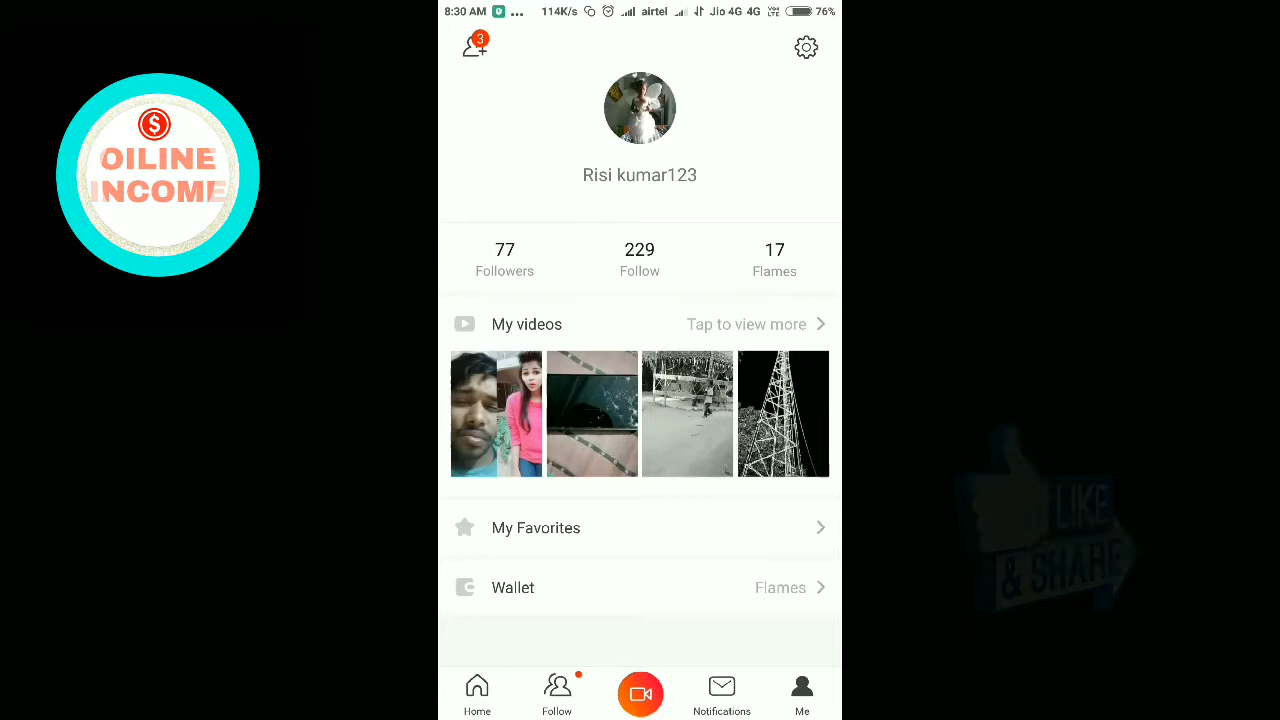 8:30 AM ... 114K/s airtel Jio 4G 4G VoLTE 76%
3
$
OILINE
INCOME
Risi kumar123
77 229 17
Followers Follow Flames
My videos Tap to view more
My Favorites
Wallet Flames
LIKE
& SHARE
Home Follow Notifications Me